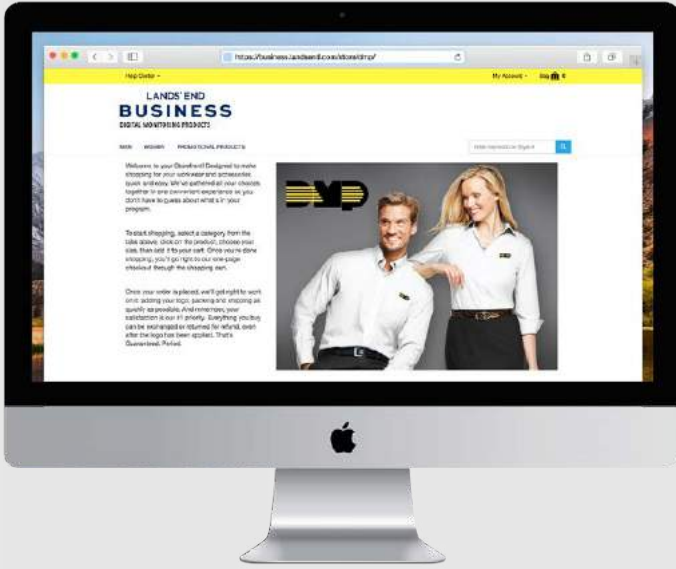 https://business.landsend.com/store/dmp/
Help Center
My Account
Bag 0
LANDS' END
BUSINESS
DIGITAL MONITORING PRODUCTS
MEN WOMEN PROMOTIONAL PRODUCTS
Welcome to your Storefront! Designed to make
shopping for your workwear and accessories
quick and easy. We've gathered all your choices
together in one convenient experience so you
don't have to guess about what's in your
program.
To start shopping, select a category from the
tabs above, click on the product, choose your
size, then add it to your cart. Once you're done
shopping, you'll go right to our one-page
checkout through the shopping cart.
Once your order is placed, we'll get right to work
on it: adding your logo, packing and shipping as
quickly as possible. And remember, your
satisfaction is our #1 priority. Everything you buy
can be exchanged or returned for refund, even
after the logo has been applied. That's
Guaranteed. Period.
DMP
DMP
DMP